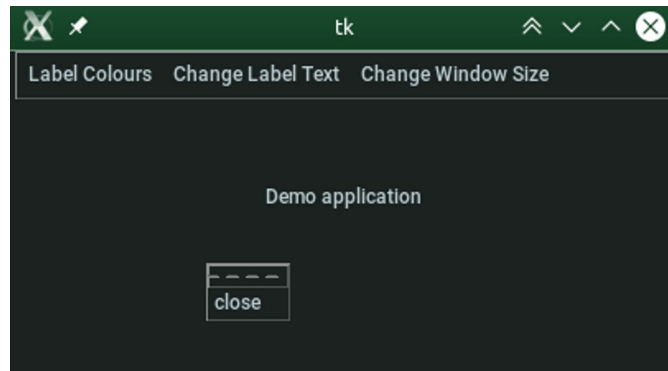 tk
Label Colours Change Label Text Change Window Size
Demo application
close